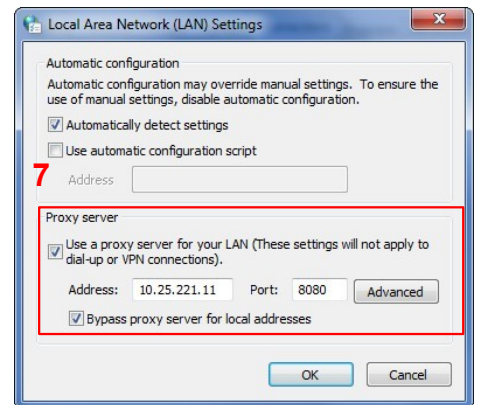 Local Area Network (LAN) Settings
Automatic configuration
Automatic configuration may override manual settings. To ensure the
use of manual settings, disable automatic configuration.
Automatically detect settings
Use automatic configuration script
7
Address
Proxy server
Use a proxy server for your LAN (These settings will not apply to
dial-up or VPN connections).
Address: 10.25.221.11 Port: 8080 Advanced
Bypass proxy server for local addresses
OK Cancel